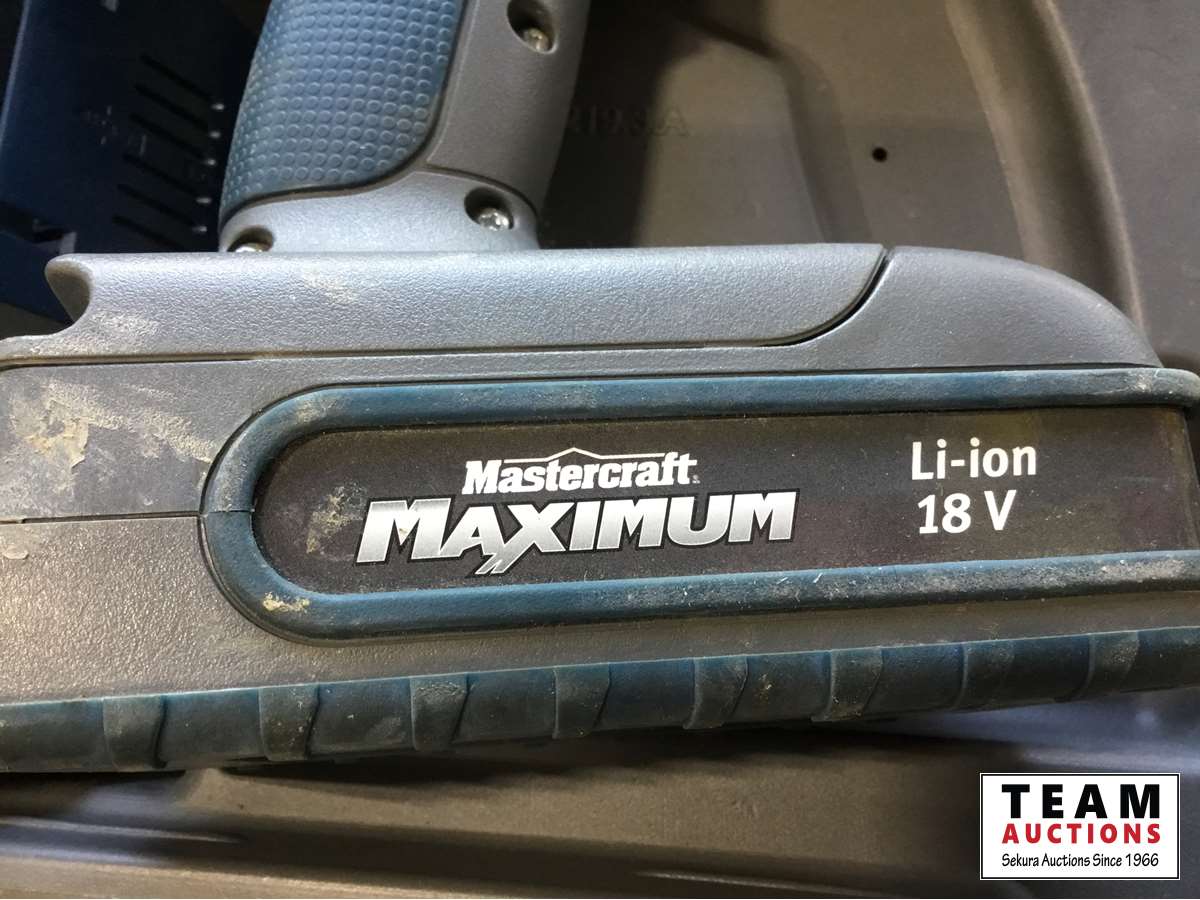 Mastercraft
MAXIMUM
Li-ion
18 V
TEAM
AUCTIONS
Sekura Auctions Since 1966